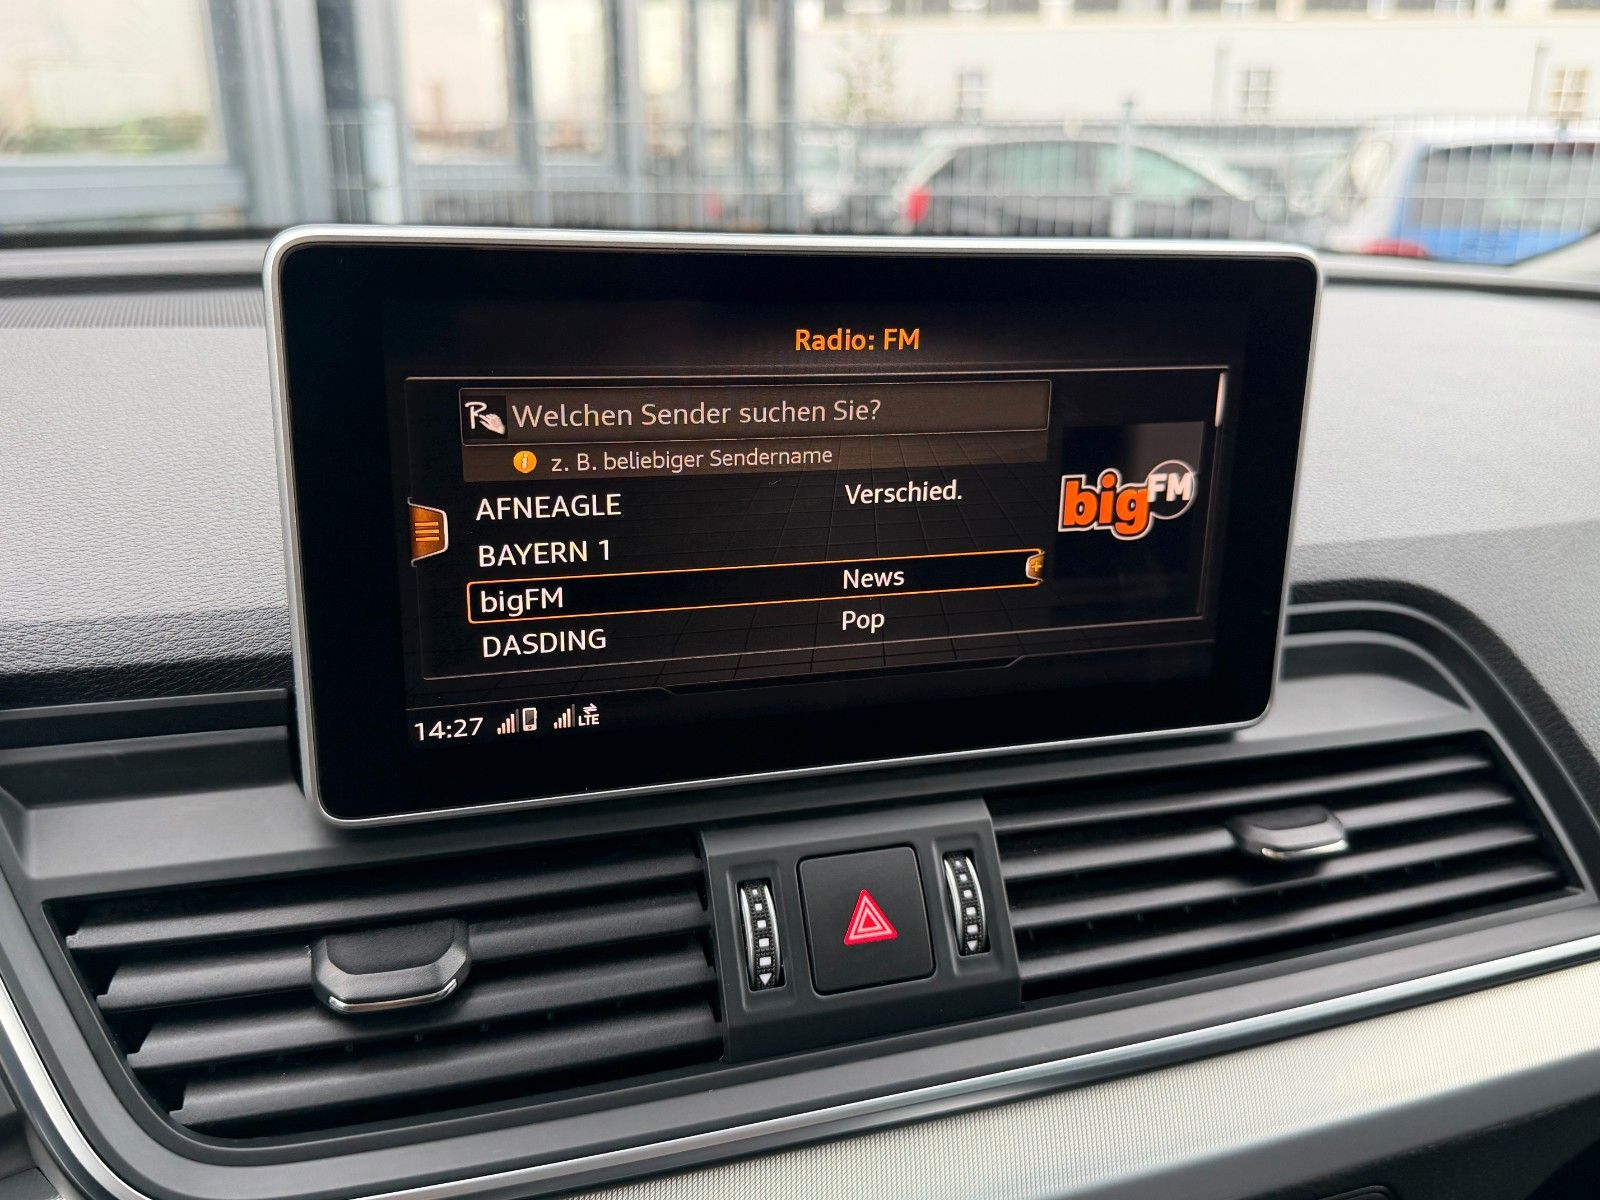 Radio: FM
Welchen Sender suchen Sie?
z. B. beliebiger Sendername
AFNEAGLE Verschied.
BAYERN 1
bigFM News
DASDING Pop
bigFM
14:27 LTE